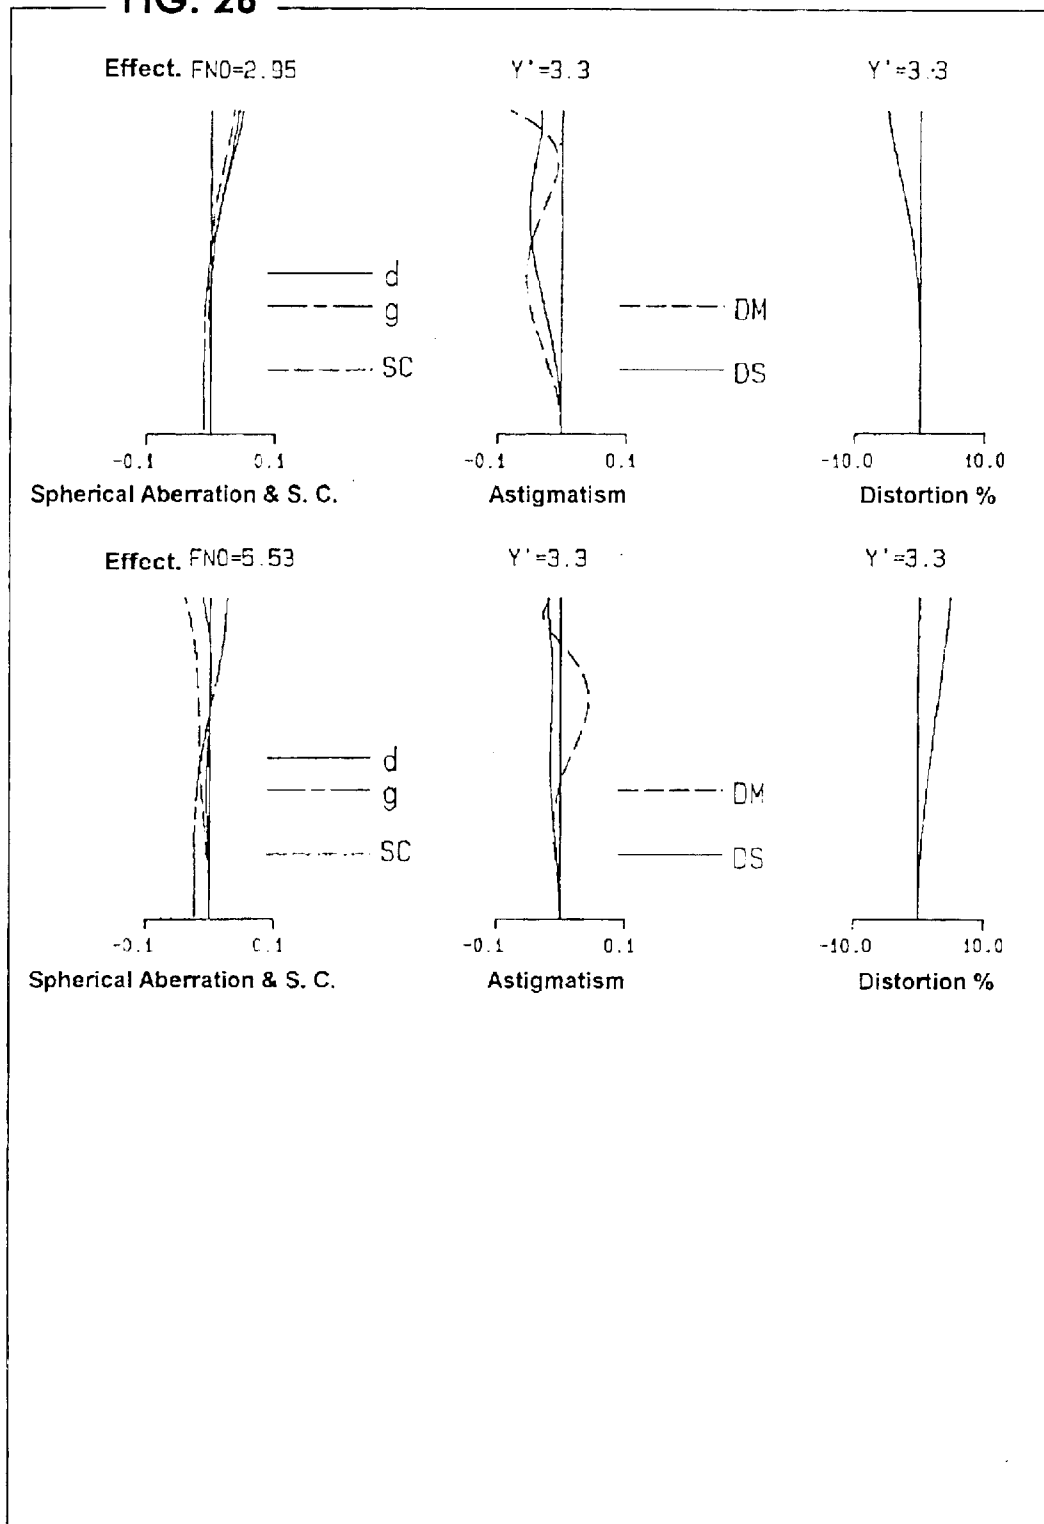 FIG. 26
Effect. FNO=2.95 Y'=3.3 Y'=3.3
d
g
SC
DM
DS
-0.1 0.1 -0.1 0.1 -10.0 10.0
Spherical Aberration & S. C. Astigmatism Distortion %
Effect. FNO=5.53 Y'=3.3 Y'=3.3
d
g
SC
DM
DS
-0.1 0.1 -0.1 0.1 -10.0 10.0
Spherical Aberration & S. C. Astigmatism Distortion %